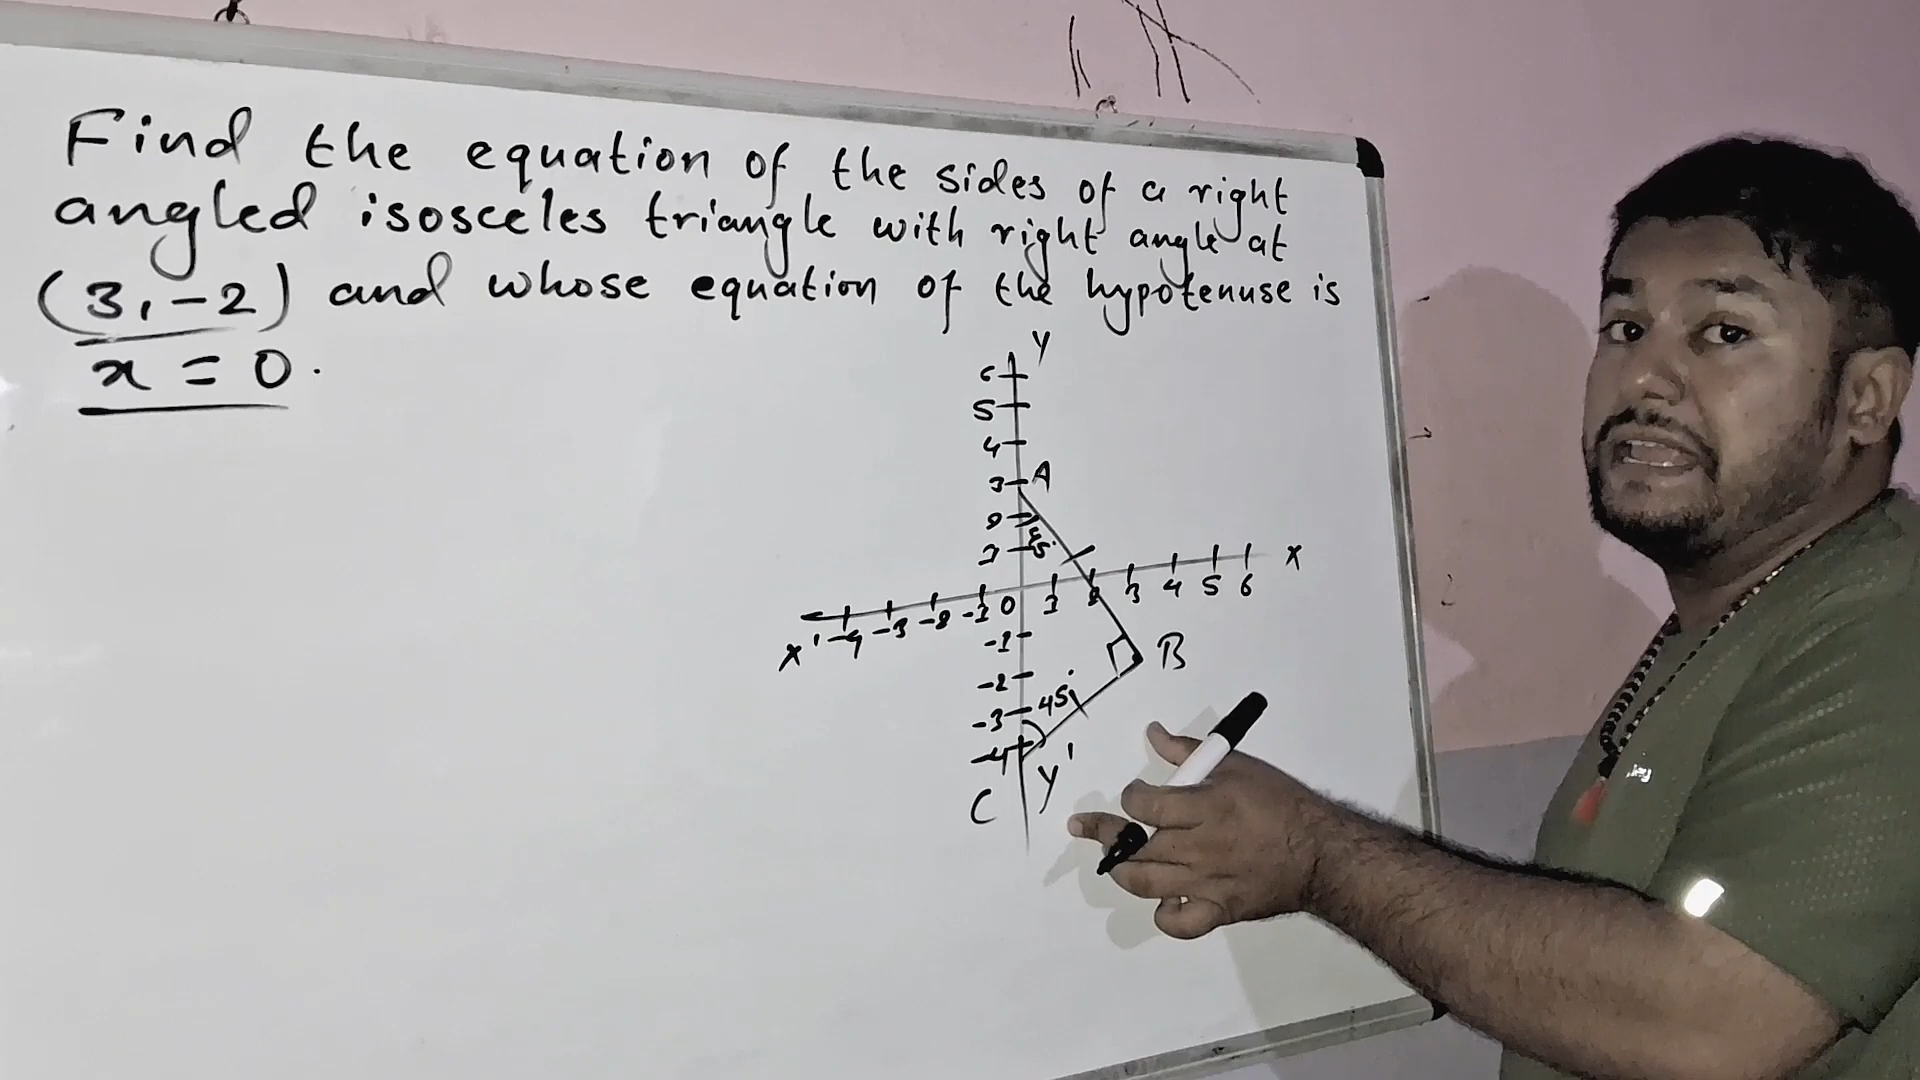 Find the equation of the sides of a right
angled isosceles triangle with right angle at
(3, -2) and whose equation of the hypotenuse is
x = 0.
Y
6
5
4
3 A
45°
X
1 2 3 4 5 6
-4 -3 -2 -1 0
X'
-1
B
-2
45°
-3
-4
Y'
C